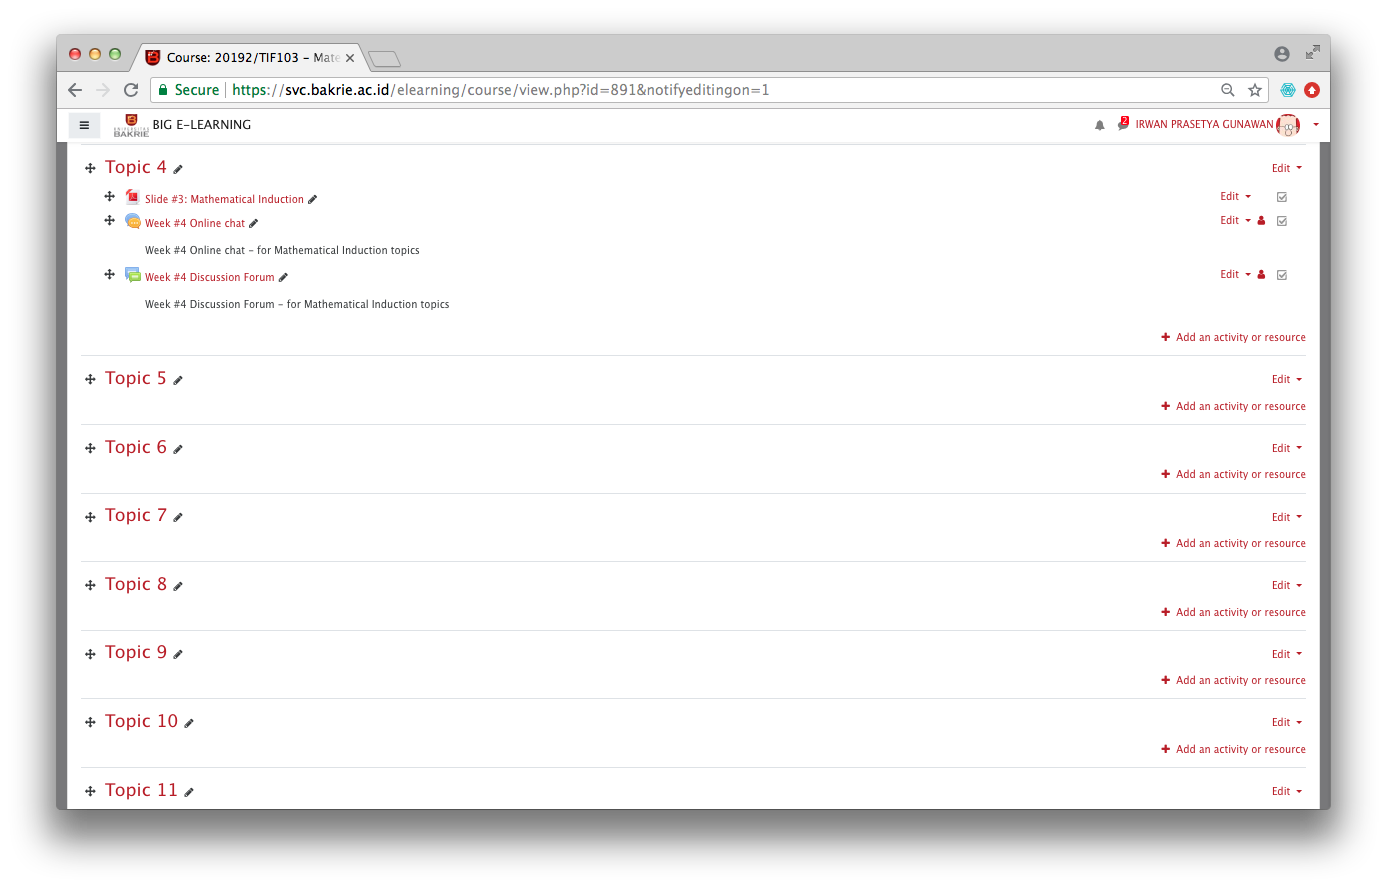 Course: 20192/TIF103 – Mate
Secure https://svc.bakrie.ac.id/elearning/course/view.php?id=891&notifyeditingon=1
UNIVERSITAS
BAKRIE
BIG E-LEARNING
2
IRWAN PRASETYA GUNAWAN
Topic 4
Edit
Slide #3: Mathematical Induction
Edit
Week #4 Online chat
Edit
Week #4 Online chat – for Mathematical Induction topics
Week #4 Discussion Forum
Edit
Week #4 Discussion Forum – for Mathematical Induction topics
Add an activity or resource
Topic 5
Edit
Add an activity or resource
Topic 6
Edit
Add an activity or resource
Topic 7
Edit
Add an activity or resource
Topic 8
Edit
Add an activity or resource
Topic 9
Edit
Add an activity or resource
Topic 10
Edit
Add an activity or resource
Topic 11
Edit